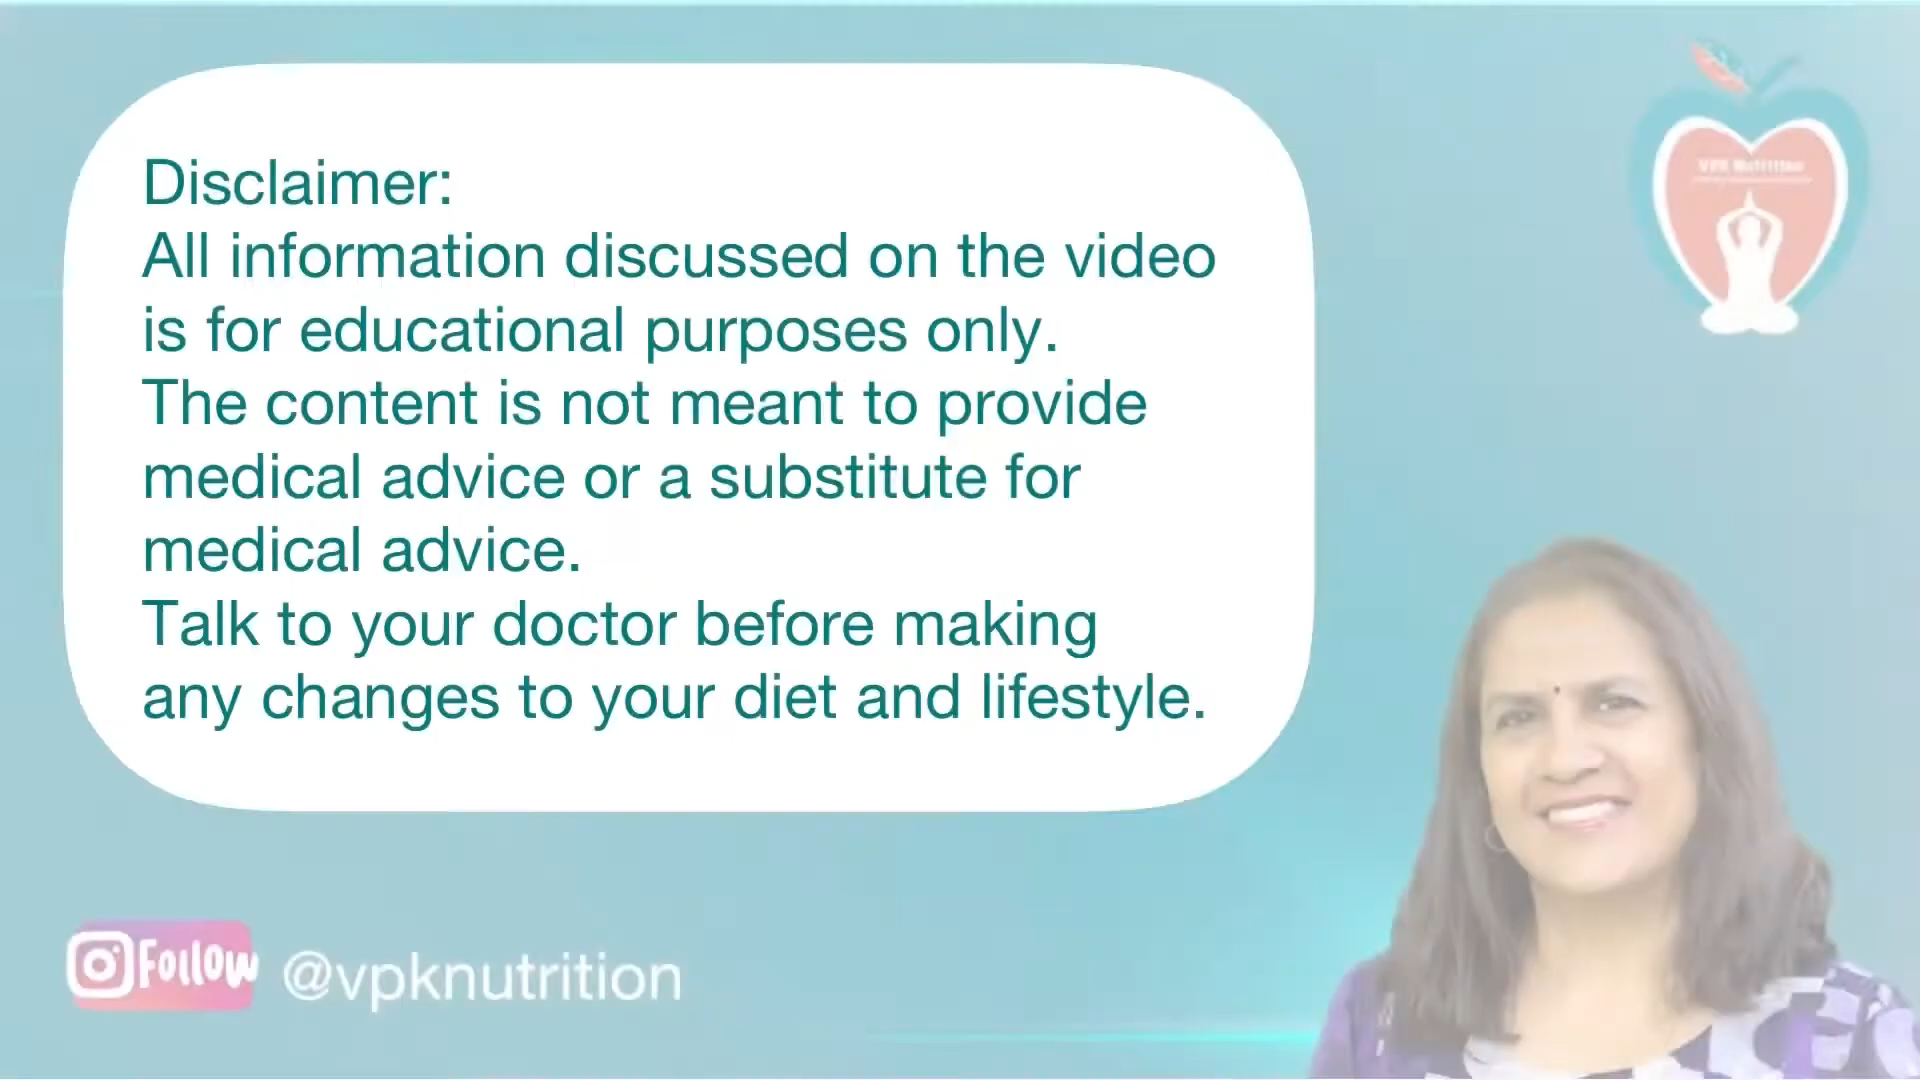 Disclaimer:
All information discussed on the video
is for educational purposes only.
The content is not meant to provide
medical advice or a substitute for
medical advice.
Talk to your doctor before making
any changes to your diet and lifestyle.
VPK Nutrition
Follow @vpknutrition